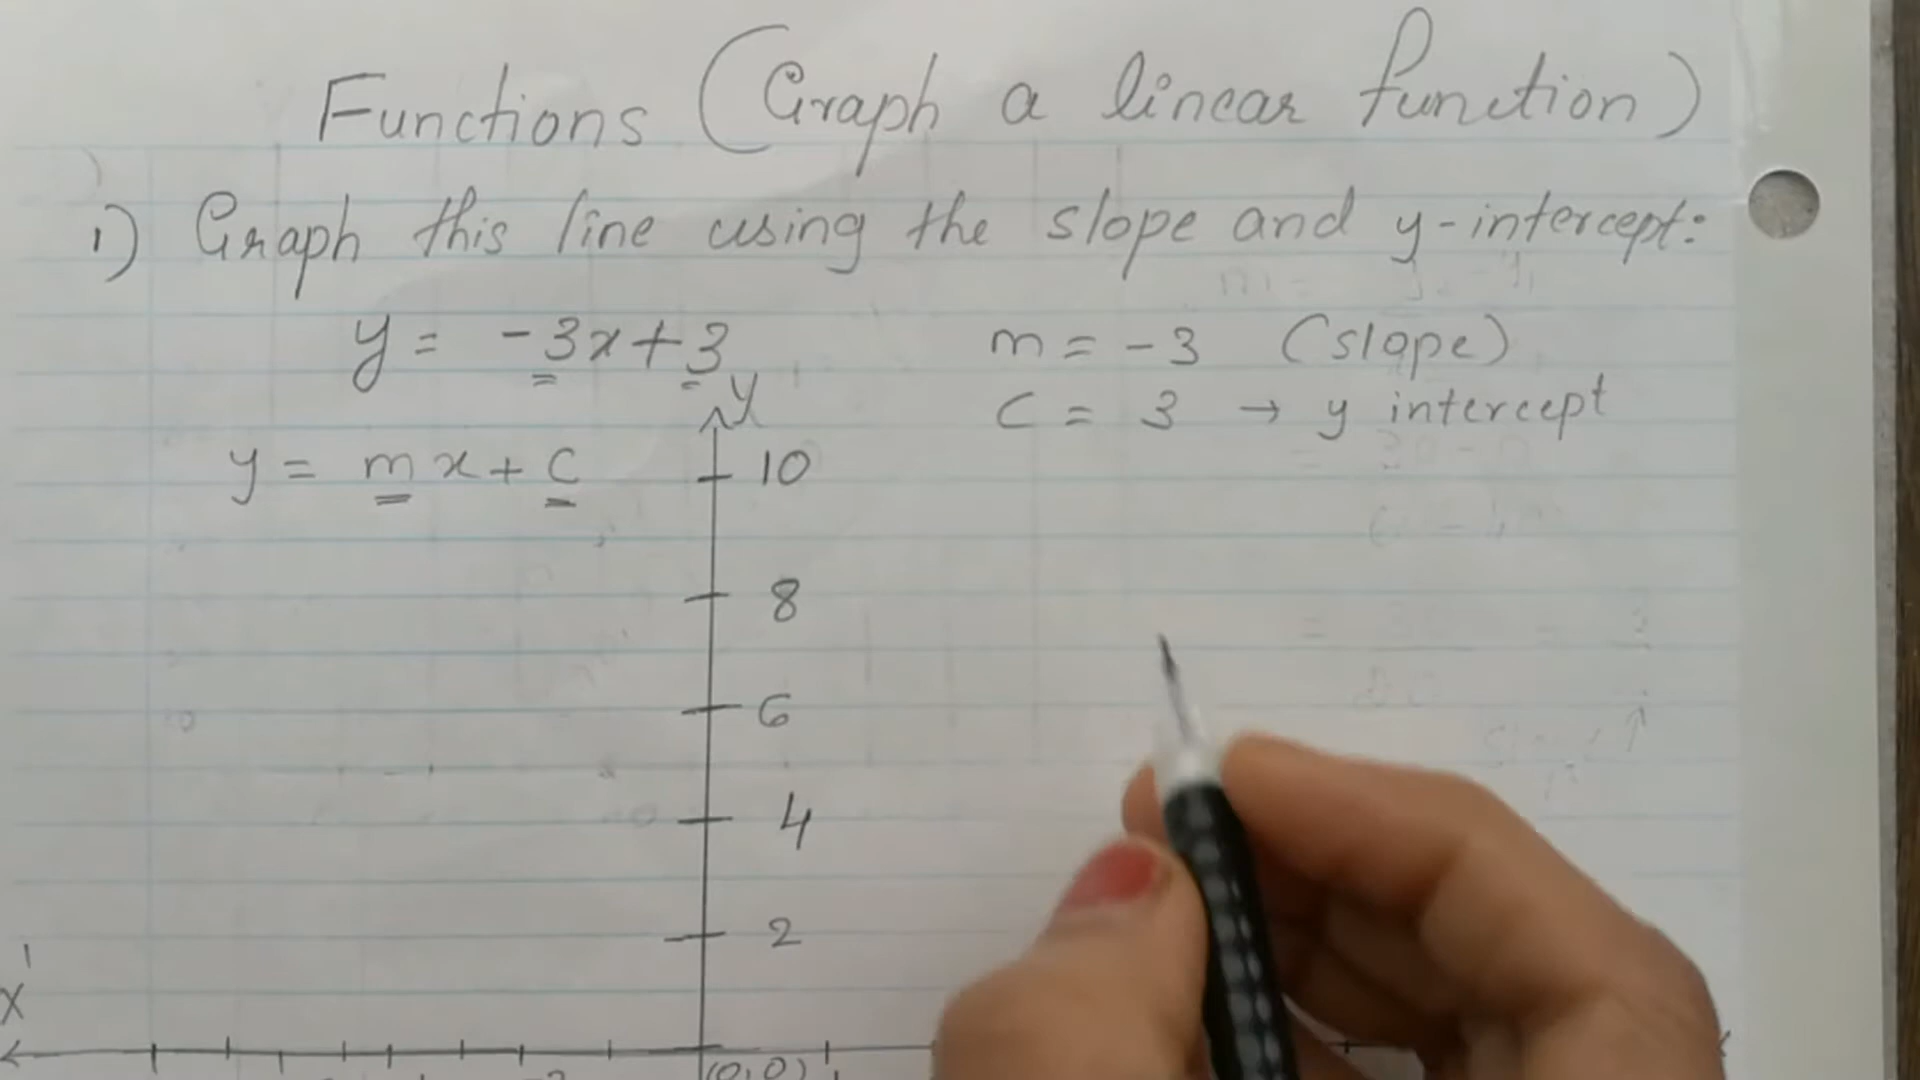 Functions (Graph a linear function)
1) Graph this line using the slope and y-intercept:
y = -3x+3
m = -3 (slope)
c = 3 → y intercept
y
y = mx + c
10
8
6
4
2
X'
(0,0)